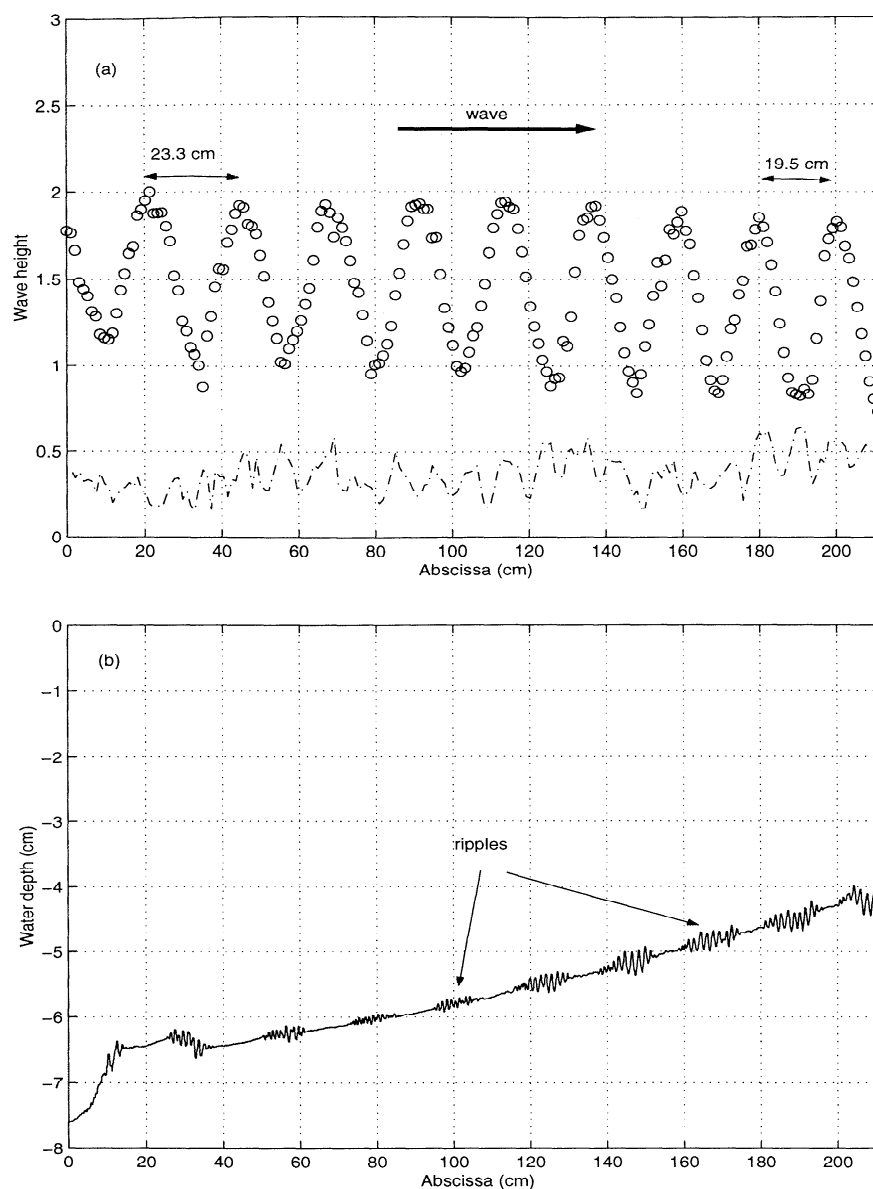 3
(a)
2.5
wave
23.3 cm
19.5 cm
2
Wave height
1.5
1
0.5
0
0 20 40 60 80 100 120 140 160 180 200
Abscissa (cm)
0
(b)
−1
−2
−3
ripples
−4
Water depth (cm)
−5
−6
−7
−8
0 20 40 60 80 100 120 140 160 180 200
Abscissa (cm)